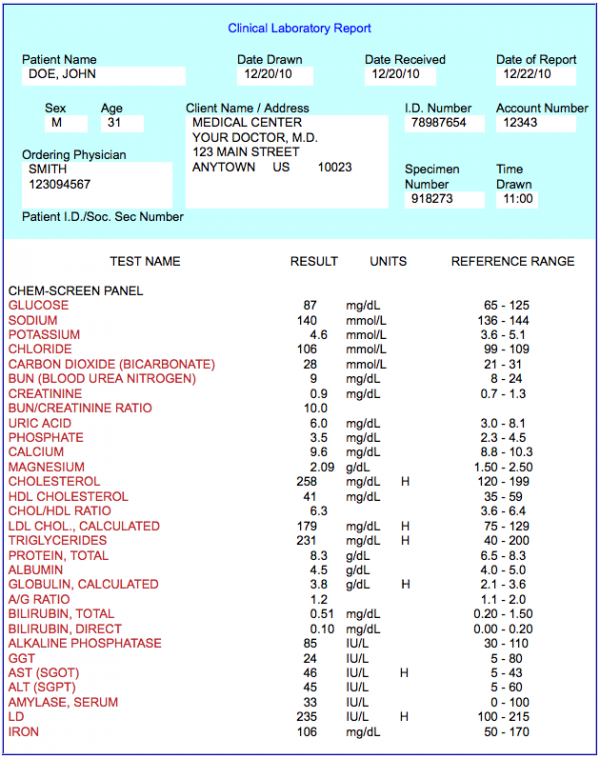 Clinical Laboratory Report
Patient Name Date Drawn Date Received Date of Report
DOE, JOHN 12/20/10 12/20/10 12/22/10
Sex Age Client Name / Address I.D. Number Account Number
M 31 MEDICAL CENTER 78987654 12343
YOUR DOCTOR, M.D.
Ordering Physician 123 MAIN STREET
SMITH ANYTOWN US 10023 Specimen Time
123094567 Number Drawn
918273 11:00
Patient I.D./Soc. Sec Number
TEST NAME RESULT UNITS REFERENCE RANGE
CHEM-SCREEN PANEL
GLUCOSE 87 mg/dL 65 - 125
SODIUM 140 mmol/L 136 - 144
POTASSIUM 4.6 mmol/L 3.6 - 5.1
CHLORIDE 106 mmol/L 99 - 109
CARBON DIOXIDE (BICARBONATE) 28 mmol/L 21 - 31
BUN (BLOOD UREA NITROGEN) 9 mg/dL 8 - 24
CREATININE 0.9 mg/dL 0.7 - 1.3
BUN/CREATININE RATIO 10.0
URIC ACID 6.0 mg/dL 3.0 - 8.1
PHOSPHATE 3.5 mg/dL 2.3 - 4.5
CALCIUM 9.6 mg/dL 8.8 - 10.3
MAGNESIUM 2.09 g/dL 1.50 - 2.50
CHOLESTEROL 258 mg/dL H 120 - 199
HDL CHOLESTEROL 41 mg/dL 35 - 59
CHOL/HDL RATIO 6.3 3.6 - 6.4
LDL CHOL., CALCULATED 179 mg/dL H 75 - 129
TRIGLYCERIDES 231 mg/dL H 40 - 200
PROTEIN, TOTAL 8.3 g/dL 6.5 - 8.3
ALBUMIN 4.5 g/dL 4.0 - 5.0
GLOBULIN, CALCULATED 3.8 g/dL H 2.1 - 3.6
A/G RATIO 1.2 1.1 - 2.0
BILIRUBIN, TOTAL 0.51 mg/dL 0.20 - 1.50
BILIRUBIN, DIRECT 0.10 mg/dL 0.00 - 0.20
ALKALINE PHOSPHATASE 85 IU/L 30 - 110
GGT 24 IU/L 5 - 80
AST (SGOT) 46 IU/L H 5 - 43
ALT (SGPT) 45 IU/L 5 - 60
AMYLASE, SERUM 33 IU/L 0 - 100
LD 235 IU/L H 100 - 215
IRON 106 mg/dL 50 - 170